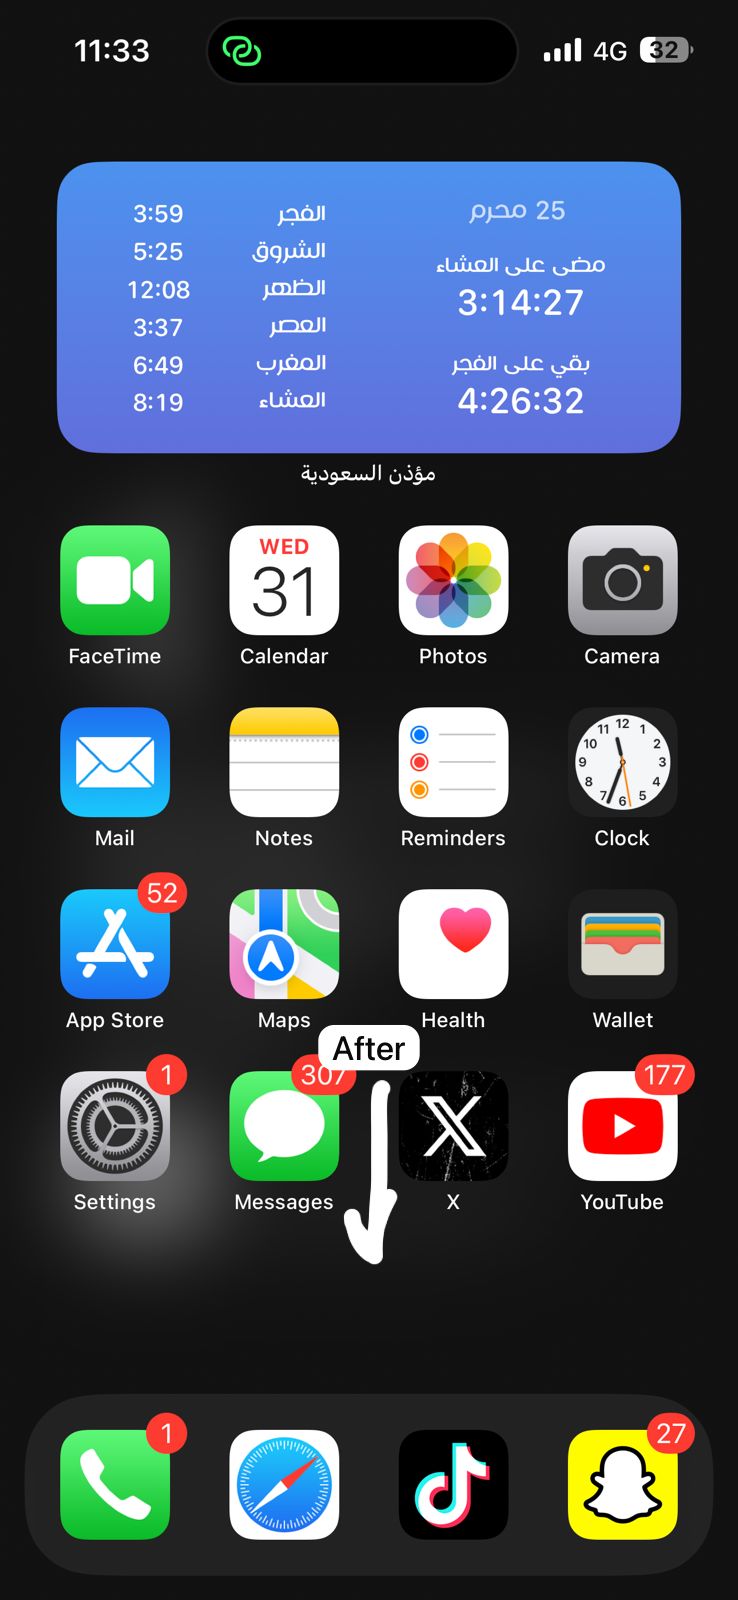 11:33
4G
32
25 محرم
مضى على العشاء
3:14:27
بقي على الفجر
4:26:32
الفجر 3:59
الشروق 5:25
الظهر 12:08
العصر 3:37
المغرب 6:49
العشاء 8:19
مؤذن السعودية
WED
31
FaceTime
Calendar
Photos
Camera
12
1
2
3
4
5
6
7
8
9
10
11
Mail
Notes
Reminders
Clock
52
App Store
Maps
Health
Wallet
After
1
307
177
Settings
Messages
X
YouTube
1
27